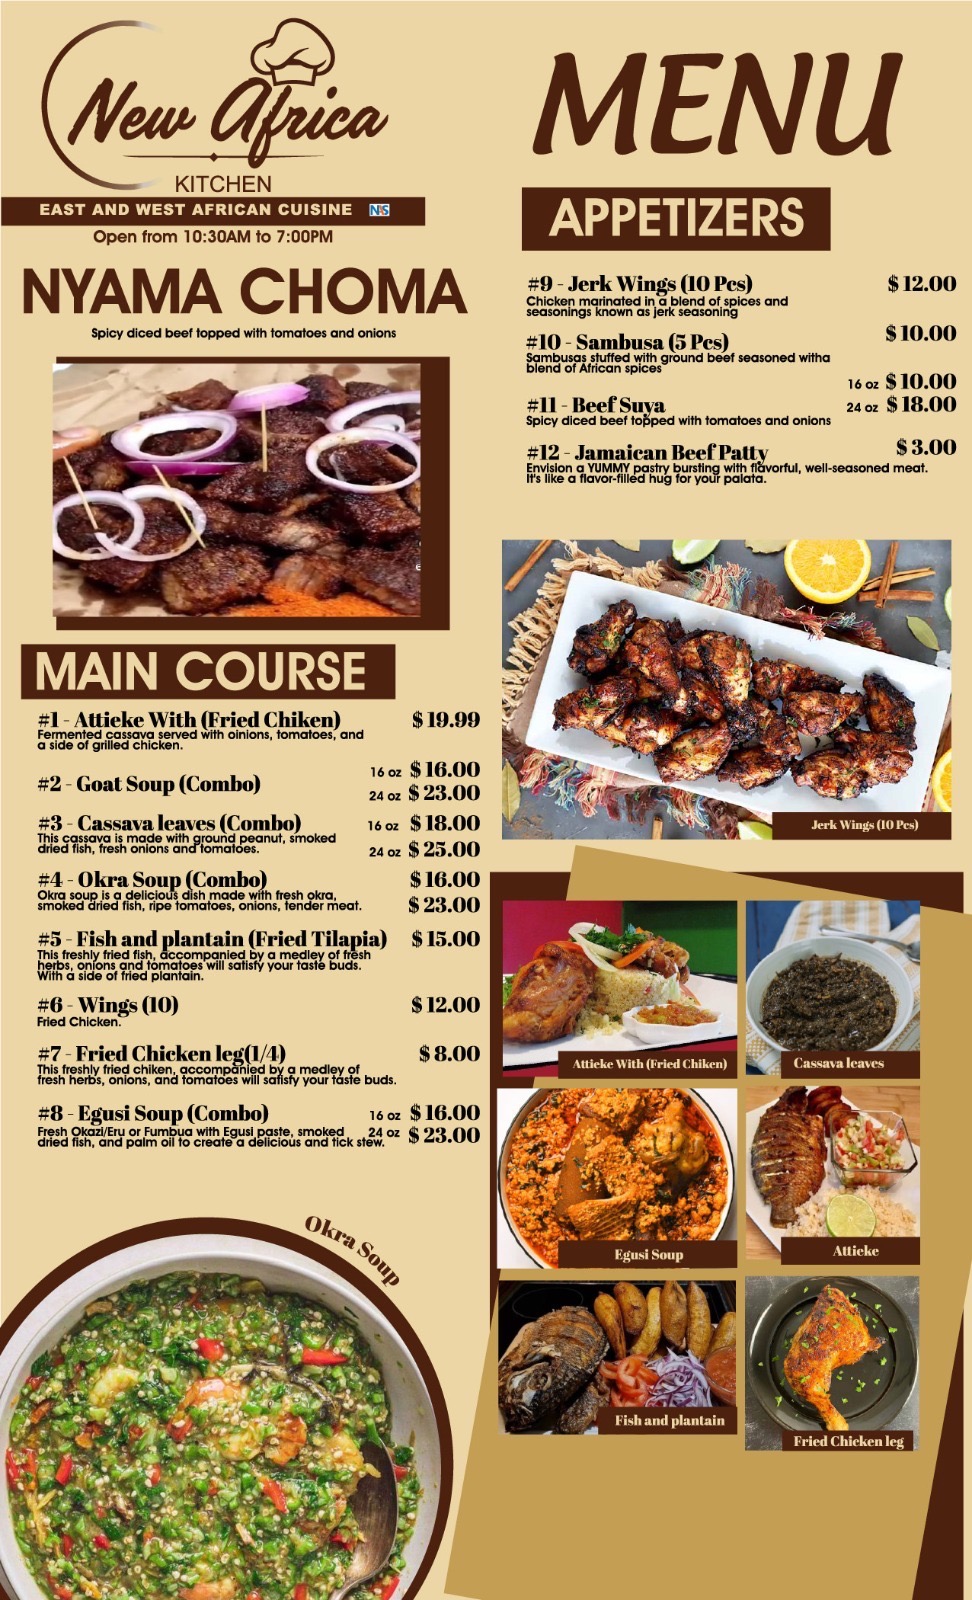 New Africa
KITCHEN
EAST AND WEST AFRICAN CUISINE
Open from 10:30AM to 7:00PM
NYAMA CHOMA
Spicy diced beef topped with tomatoes and onions
MAIN COURSE
#1 - Attieke With (Fried Chiken) $ 19.99
Fermented cassava served with oinions, tomatoes, and
a side of grilled chicken.
#2 - Goat Soup (Combo)
16 oz $ 16.00
24 oz $ 23.00
#3 - Cassava leaves (Combo) 16 oz $ 18.00
This cassava is made with ground peanut, smoked
dried fish, fresh onions and tomatoes. 24 oz $ 25.00
#4 - Okra Soup (Combo) $ 16.00
Okra soup is a delicious dish made with fresh okra,
smoked dried fish, ripe tomatoes, onions, tender meat. $ 23.00
#5 - Fish and plantain (Fried Tilapia) $ 15.00
This freshly fried fish, accompanied by a medley of fresh
herbs, onions and tomatoes will satisfy your taste buds.
With a side of fried plantain.
#6 - Wings (10) $ 12.00
Fried Chicken.
#7 - Fried Chicken leg(1/4) $ 8.00
This freshly fried chiken, accompanied by a medley of
fresh herbs, onions, and tomatoes will safisfy your taste buds.
#8 - Egusi Soup (Combo) 16 oz $ 16.00
Fresh Okazi/Eru or Fumbua with Egusi paste, smoked 24 oz $ 23.00
dried fish, and palm oil to create a delicious and tick stew.
Okra Soup
MENU
APPETIZERS
#9 - Jerk Wings (10 Pcs) $ 12.00
Chicken marinated in a blend of spices and
seasonings known as jerk seasoning
#10 - Sambusa (5 Pcs) $ 10.00
Sambusas stuffed with ground beef seasoned witha
blend of African spices
16 oz $ 10.00
#11 - Beef Suya 24 oz $ 18.00
Spicy diced beef topped with tomatoes and onions
#12 - Jamaican Beef Patty $ 3.00
Envision a YUMMY pastry bursting with flavorful, well-seasoned meat.
It's like a flavor-filled hug for your palata.
Jerk Wings (10 Pcs)
Attieke With (Fried Chiken)
Cassava leaves
Egusi Soup
Attieke
Fish and plantain
Fried Chicken leg